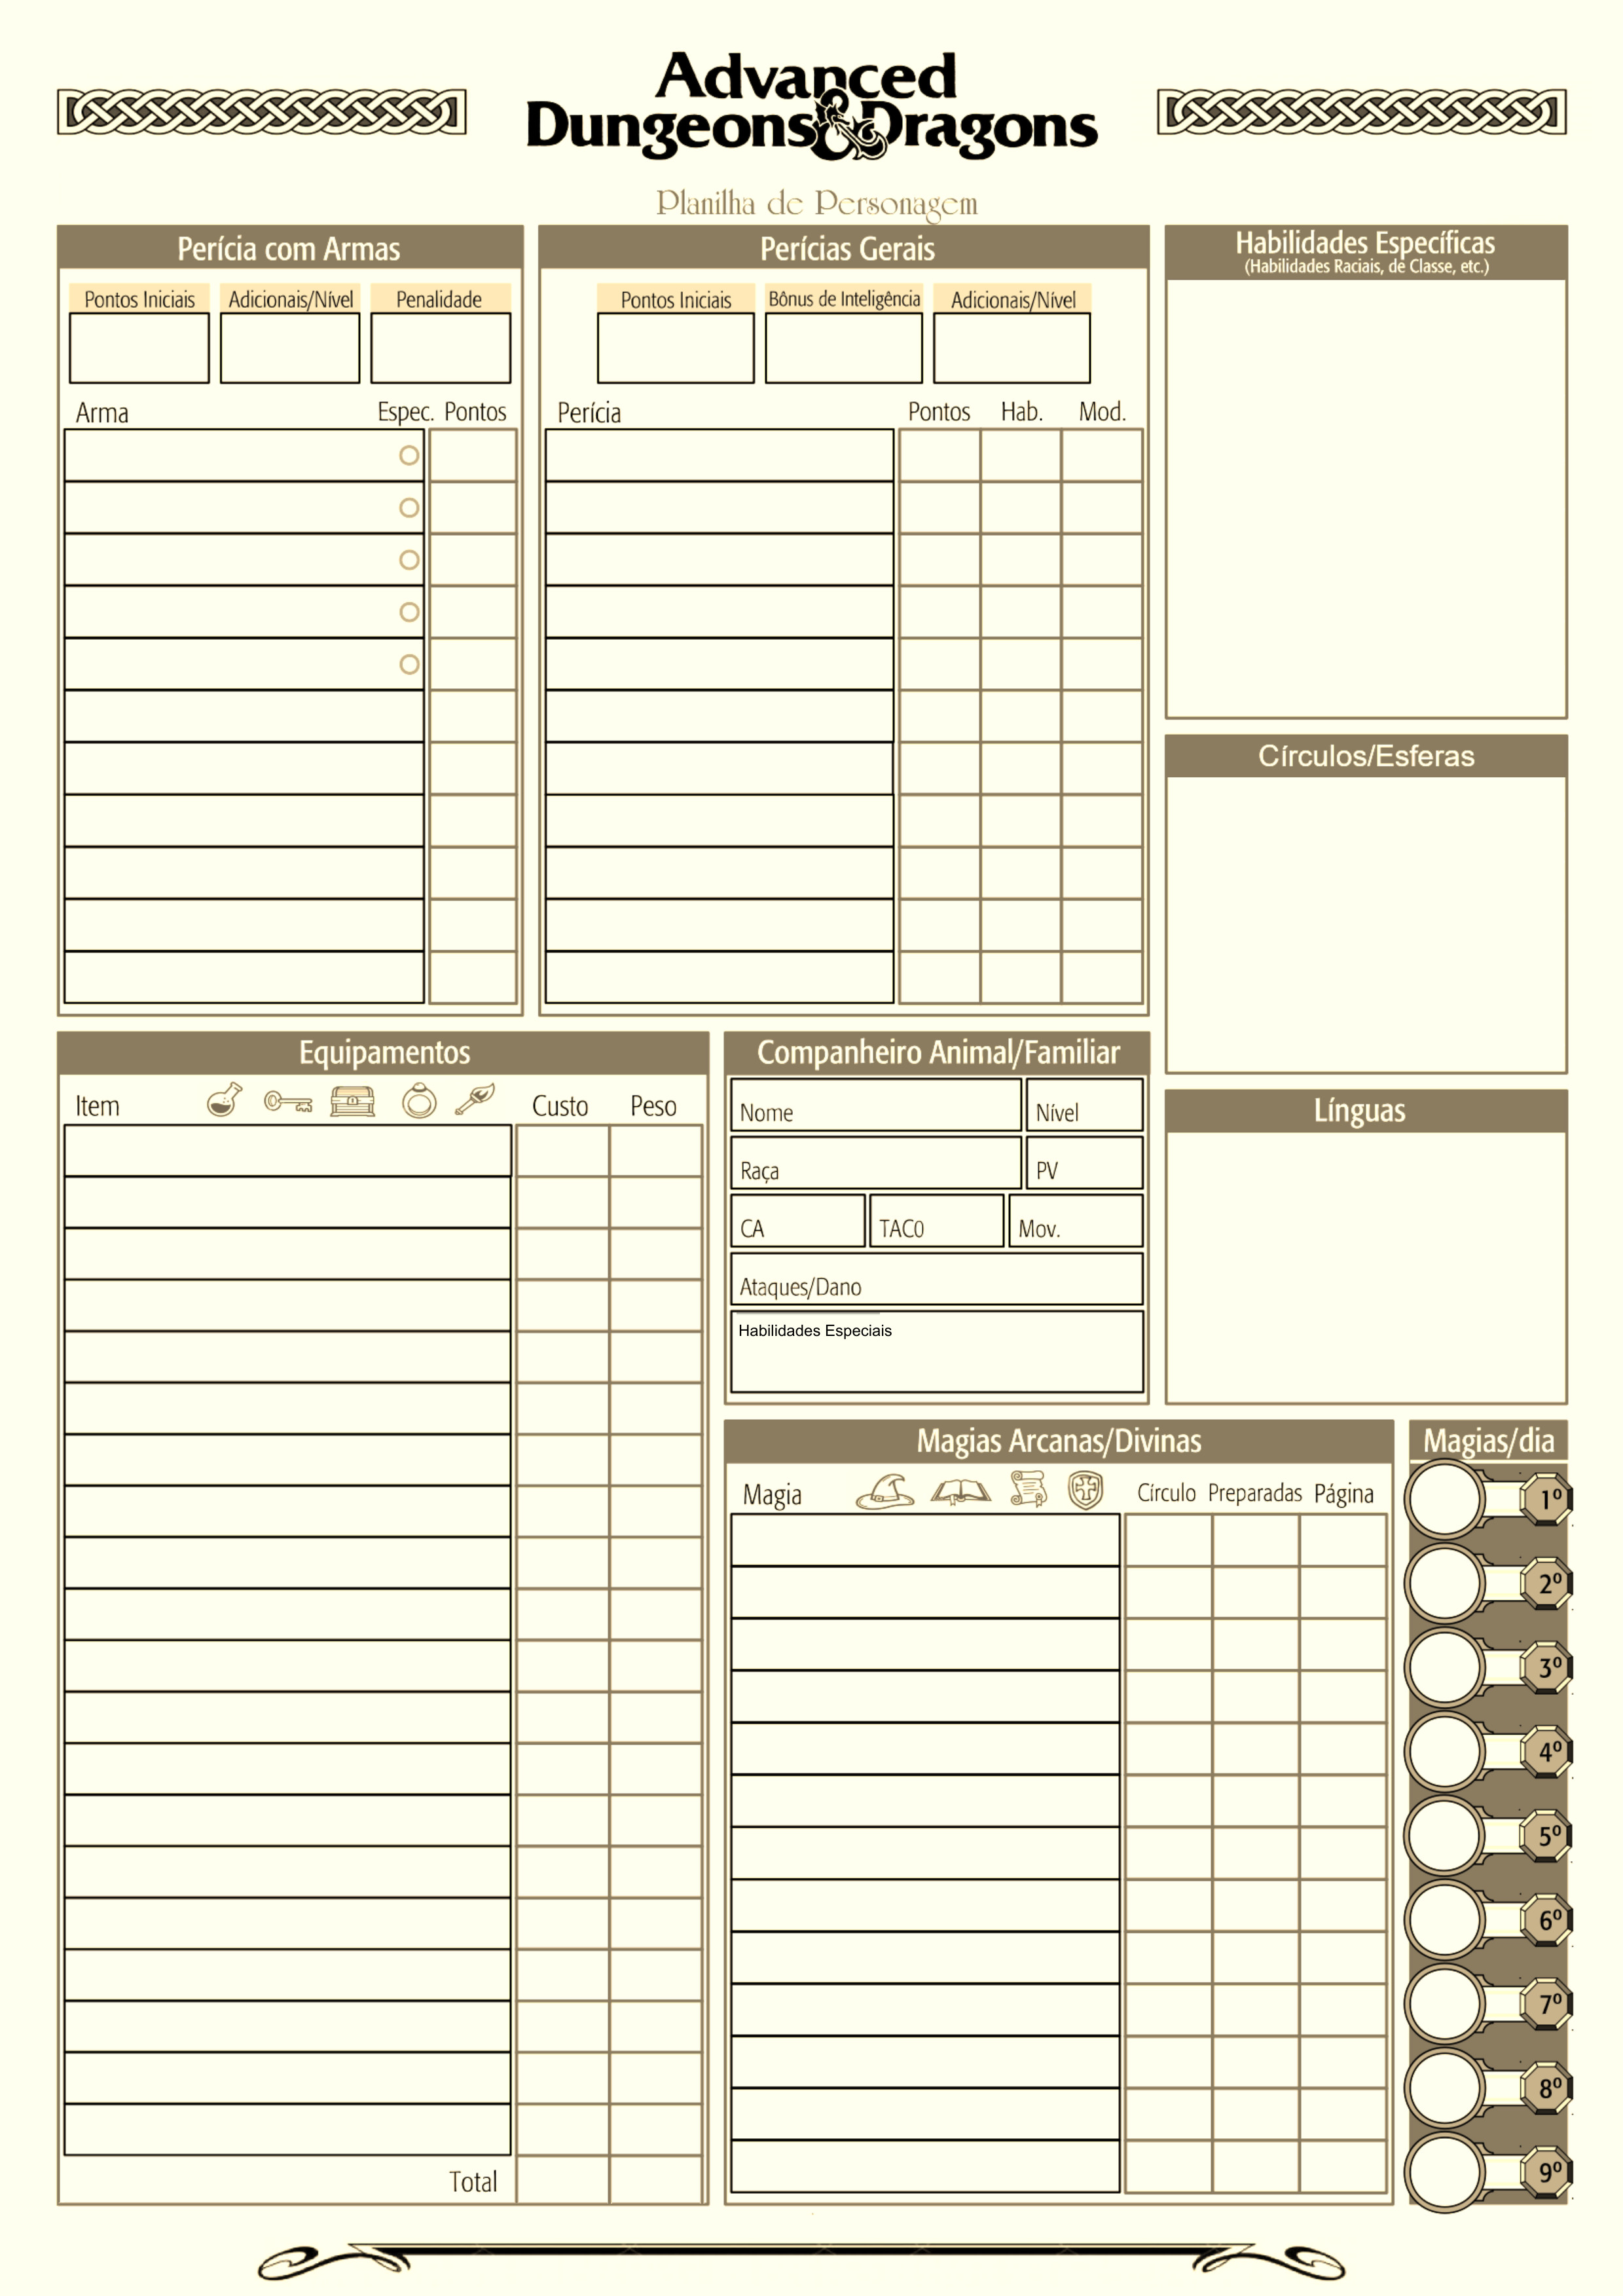 Advanced
Dungeons & Dragons
Planilha de Personagem
Perícia com Armas
Pontos Iniciais Adicionais/Nível Penalidade
Arma Espec. Pontos
Perícias Gerais
Pontos Iniciais Bônus de Inteligência Adicionais/Nível
Perícia Pontos Hab. Mod.
Habilidades Específicas
(Habilidades Raciais, de Classe, etc.)
Círculos/Esferas
Línguas
Equipamentos
Item Custo Peso
Total
Companheiro Animal/Familiar
Nome Nível
Raça PV
CA TAC0 Mov.
Ataques/Dano
Habilidades Especiais
Magias Arcanas/Divinas
Magia Círculo Preparadas Página
Magias/dia
1º
2º
3º
4º
5º
6º
7º
8º
9º